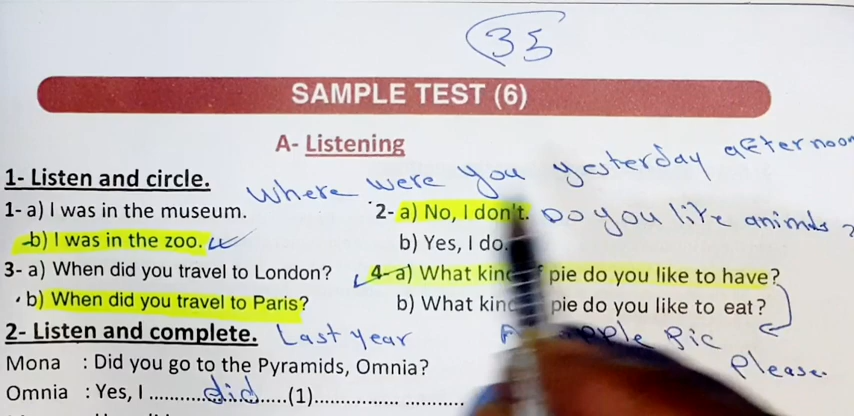 35
SAMPLE TEST (6)
A- Listening
1- Listen and circle.
Where were you yesterday afternoon
1- a) I was in the museum.
2- a) No, I don't. Do you like animals?
b) I was in the zoo.
b) Yes, I do.
3- a) When did you travel to London?
4- a) What kind of pie do you like to have?
b) When did you travel to Paris?
b) What kind pie do you like to eat?
2- Listen and complete. Last year
please.
Mona : Did you go to the Pyramids, Omnia?
Omnia : Yes, I ..........did.....(1)................ ...........